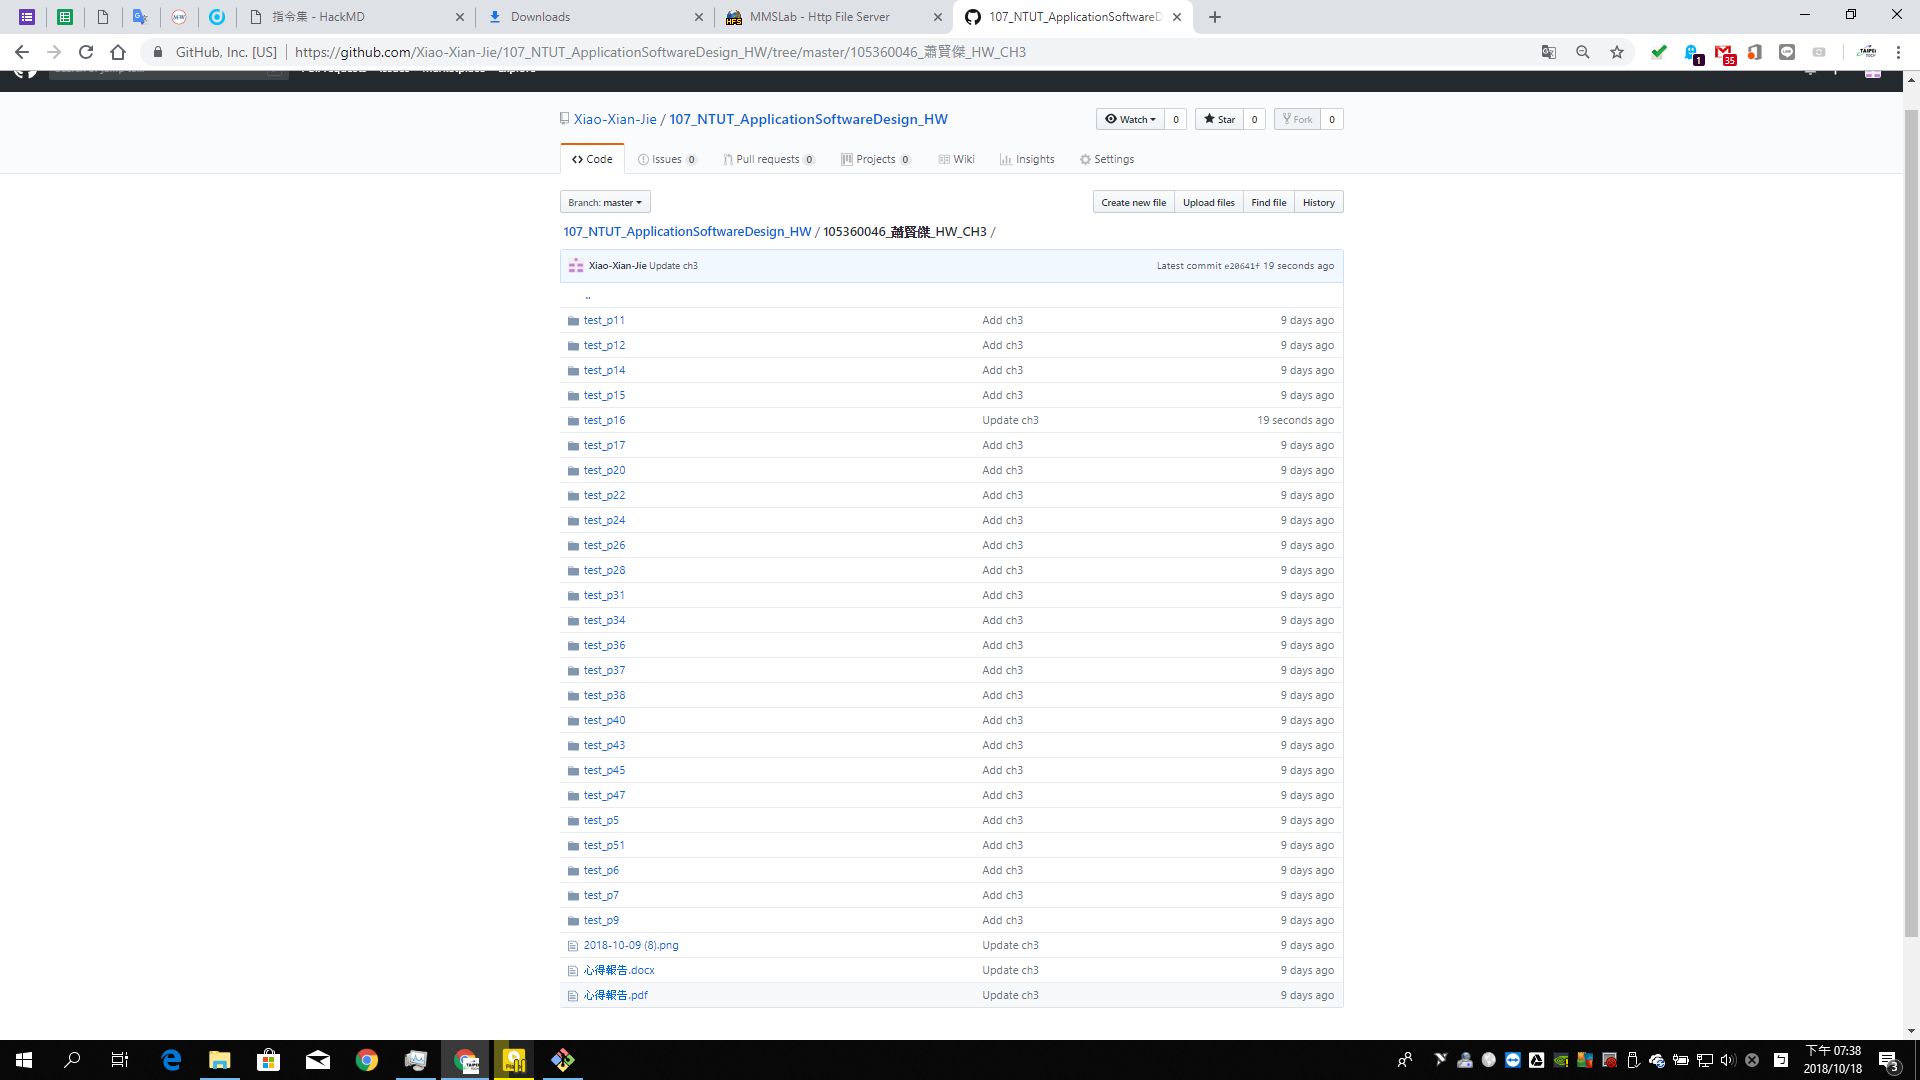 指令集 - HackMD
Downloads
MMSLab - Http File Server
107_NTUT_ApplicationSoftwareD
GitHub, Inc. [US] | https://github.com/Xiao-Xian-Jie/107_NTUT_ApplicationSoftwareDesign_HW/tree/master/105360046_蕭賢傑_HW_CH3
1
35
Xiao-Xian-Jie / 107_NTUT_ApplicationSoftwareDesign_HW
Watch 0 Star 0 Fork 0
Code Issues 0 Pull requests 0 Projects 0 Wiki Insights Settings
Branch: master
Create new file Upload files Find file History
107_NTUT_ApplicationSoftwareDesign_HW / 105360046_蕭賢傑_HW_CH3 /
Xiao-Xian-Jie Update ch3 Latest commit e20641f 19 seconds ago
..
test_p11 Add ch3 9 days ago
test_p12 Add ch3 9 days ago
test_p14 Add ch3 9 days ago
test_p15 Add ch3 9 days ago
test_p16 Update ch3 19 seconds ago
test_p17 Add ch3 9 days ago
test_p20 Add ch3 9 days ago
test_p22 Add ch3 9 days ago
test_p24 Add ch3 9 days ago
test_p26 Add ch3 9 days ago
test_p28 Add ch3 9 days ago
test_p31 Add ch3 9 days ago
test_p34 Add ch3 9 days ago
test_p36 Add ch3 9 days ago
test_p37 Add ch3 9 days ago
test_p38 Add ch3 9 days ago
test_p40 Add ch3 9 days ago
test_p43 Add ch3 9 days ago
test_p45 Add ch3 9 days ago
test_p47 Add ch3 9 days ago
test_p5 Add ch3 9 days ago
test_p51 Add ch3 9 days ago
test_p6 Add ch3 9 days ago
test_p7 Add ch3 9 days ago
test_p9 Add ch3 9 days ago
2018-10-09 (8).png Update ch3 9 days ago
心得報告.docx Update ch3 9 days ago
心得報告.pdf Update ch3 9 days ago
下午 07:38
2018/10/18
3